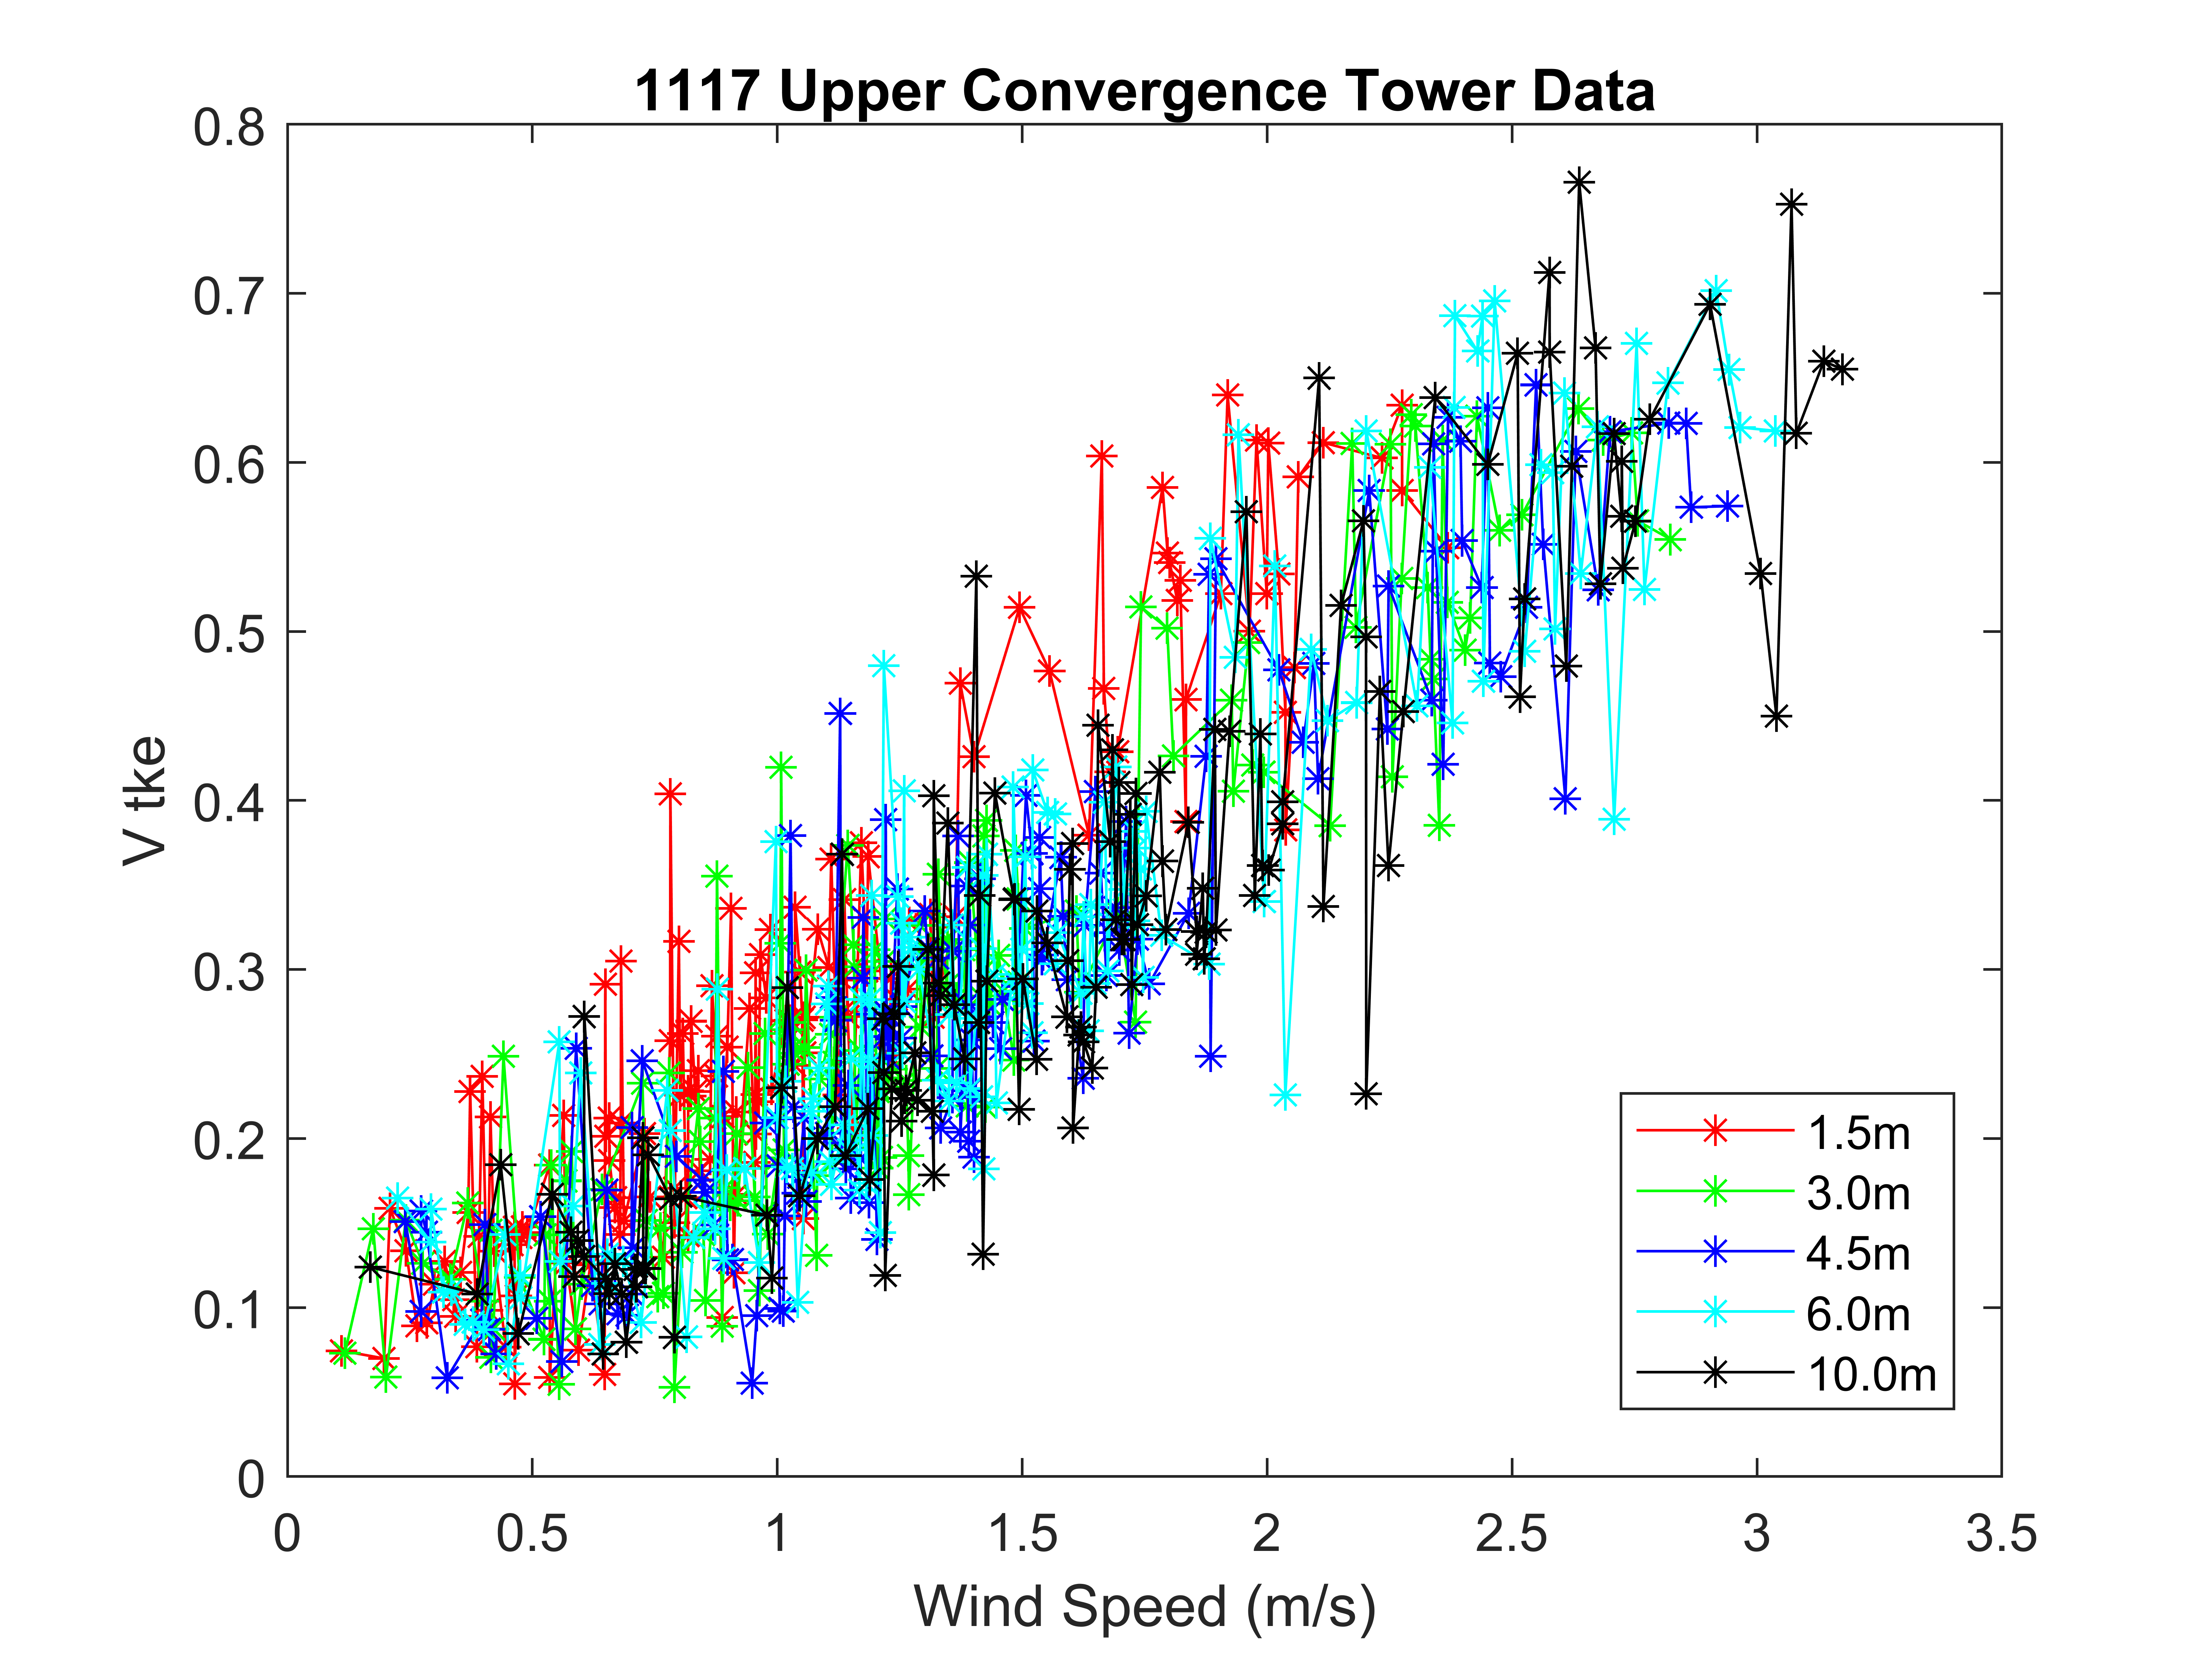 1117 Upper Convergence Tower Data
0.8
0.7
0.6
0.5
0.4
0.3
0.2
0.1
0
V tke
1.5m
3.0m
4.5m
6.0m
10.0m
0 0.5 1 1.5 2 2.5 3 3.5
Wind Speed (m/s)